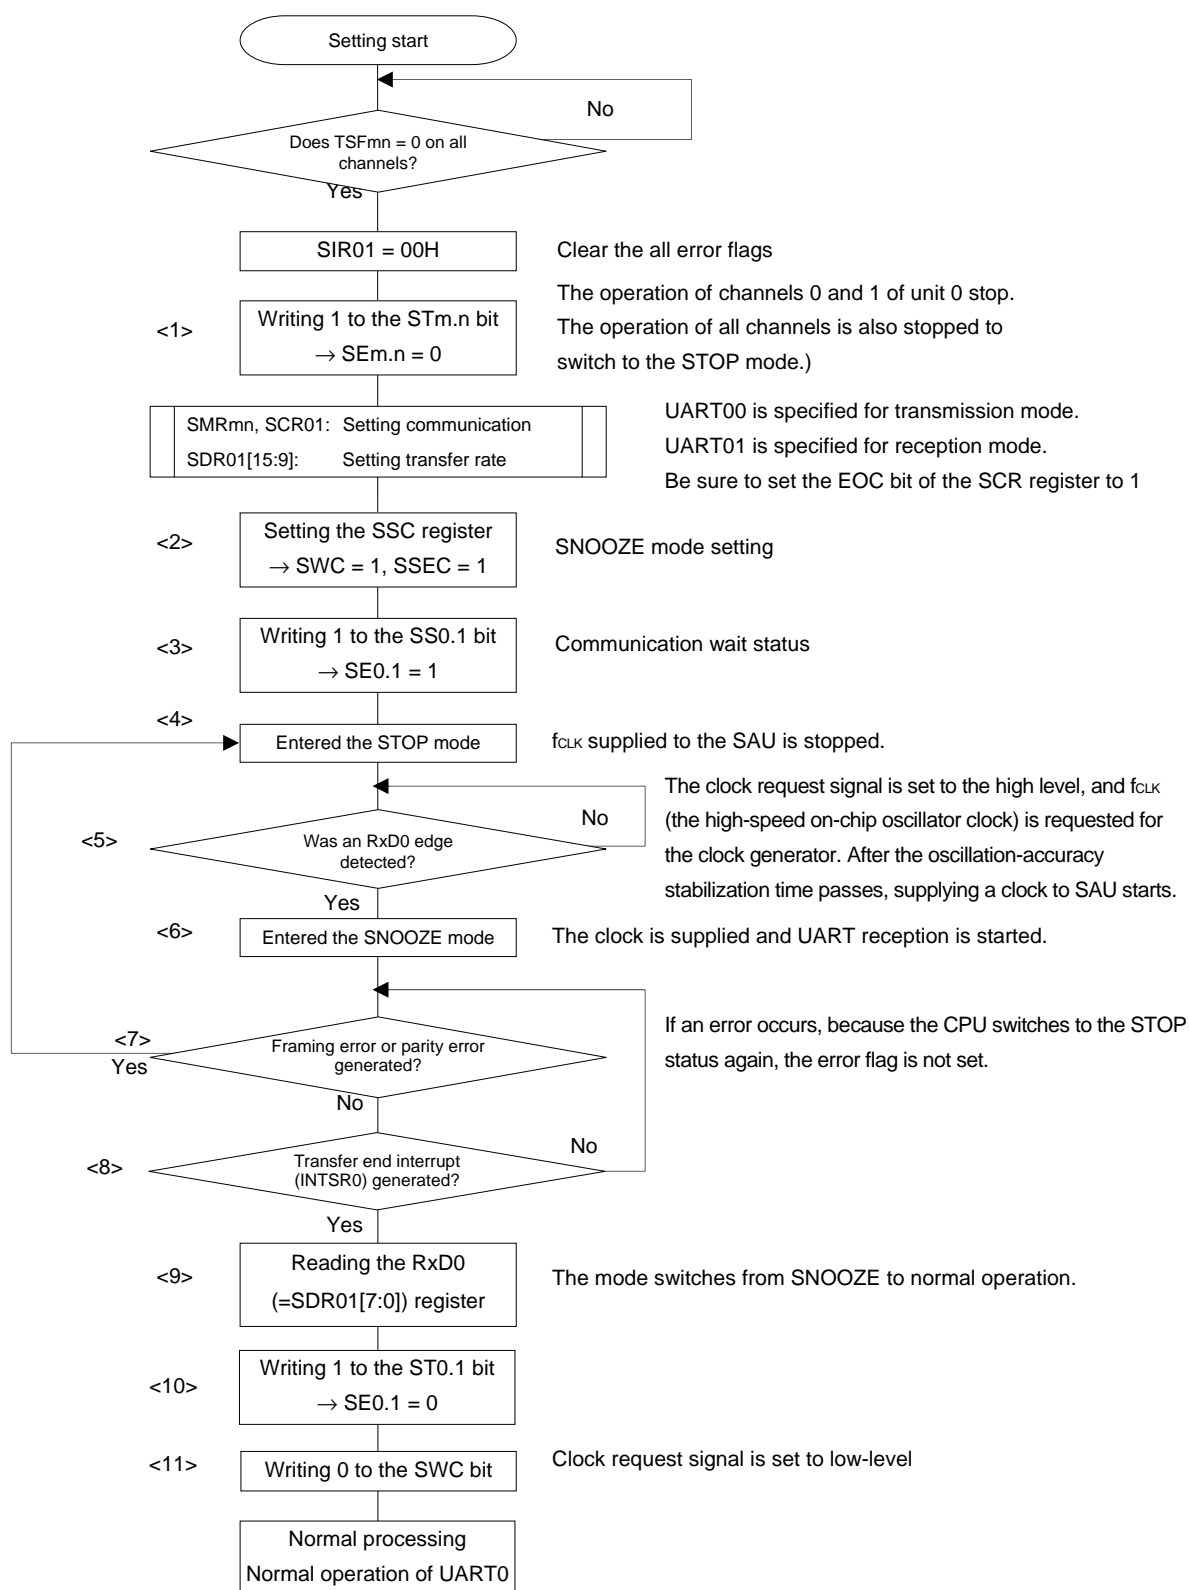 Setting start
No
Does TSFmn = 0 on all
channels?
Yes
SIR01 = 00H
Clear the all error flags
<1>
Writing 1 to the STm.n bit
→ SEm.n = 0
The operation of channels 0 and 1 of unit 0 stop.
The operation of all channels is also stopped to
switch to the STOP mode.)
SMRmn, SCR01: Setting communication
SDR01[15:9]: Setting transfer rate
UART00 is specified for transmission mode.
UART01 is specified for reception mode.
Be sure to set the EOC bit of the SCR register to 1
<2>
Setting the SSC register
→ SWC = 1, SSEC = 1
SNOOZE mode setting
<3>
Writing 1 to the SS0.1 bit
→ SE0.1 = 1
Communication wait status
<4>
Entered the STOP mode
fCLK supplied to the SAU is stopped.
<5>
Was an RxD0 edge
detected?
No
Yes
The clock request signal is set to the high level, and fCLK
(the high-speed on-chip oscillator clock) is requested for
the clock generator. After the oscillation-accuracy
stabilization time passes, supplying a clock to SAU starts.
<6>
Entered the SNOOZE mode
The clock is supplied and UART reception is started.
<7>
Yes
Framing error or parity error
generated?
No
If an error occurs, because the CPU switches to the STOP
status again, the error flag is not set.
<8>
Transfer end interrupt
(INTSR0) generated?
No
Yes
<9>
Reading the RxD0
(=SDR01[7:0]) register
The mode switches from SNOOZE to normal operation.
<10>
Writing 1 to the ST0.1 bit
→ SE0.1 = 0
<11>
Writing 0 to the SWC bit
Clock request signal is set to low-level
Normal processing
Normal operation of UART0